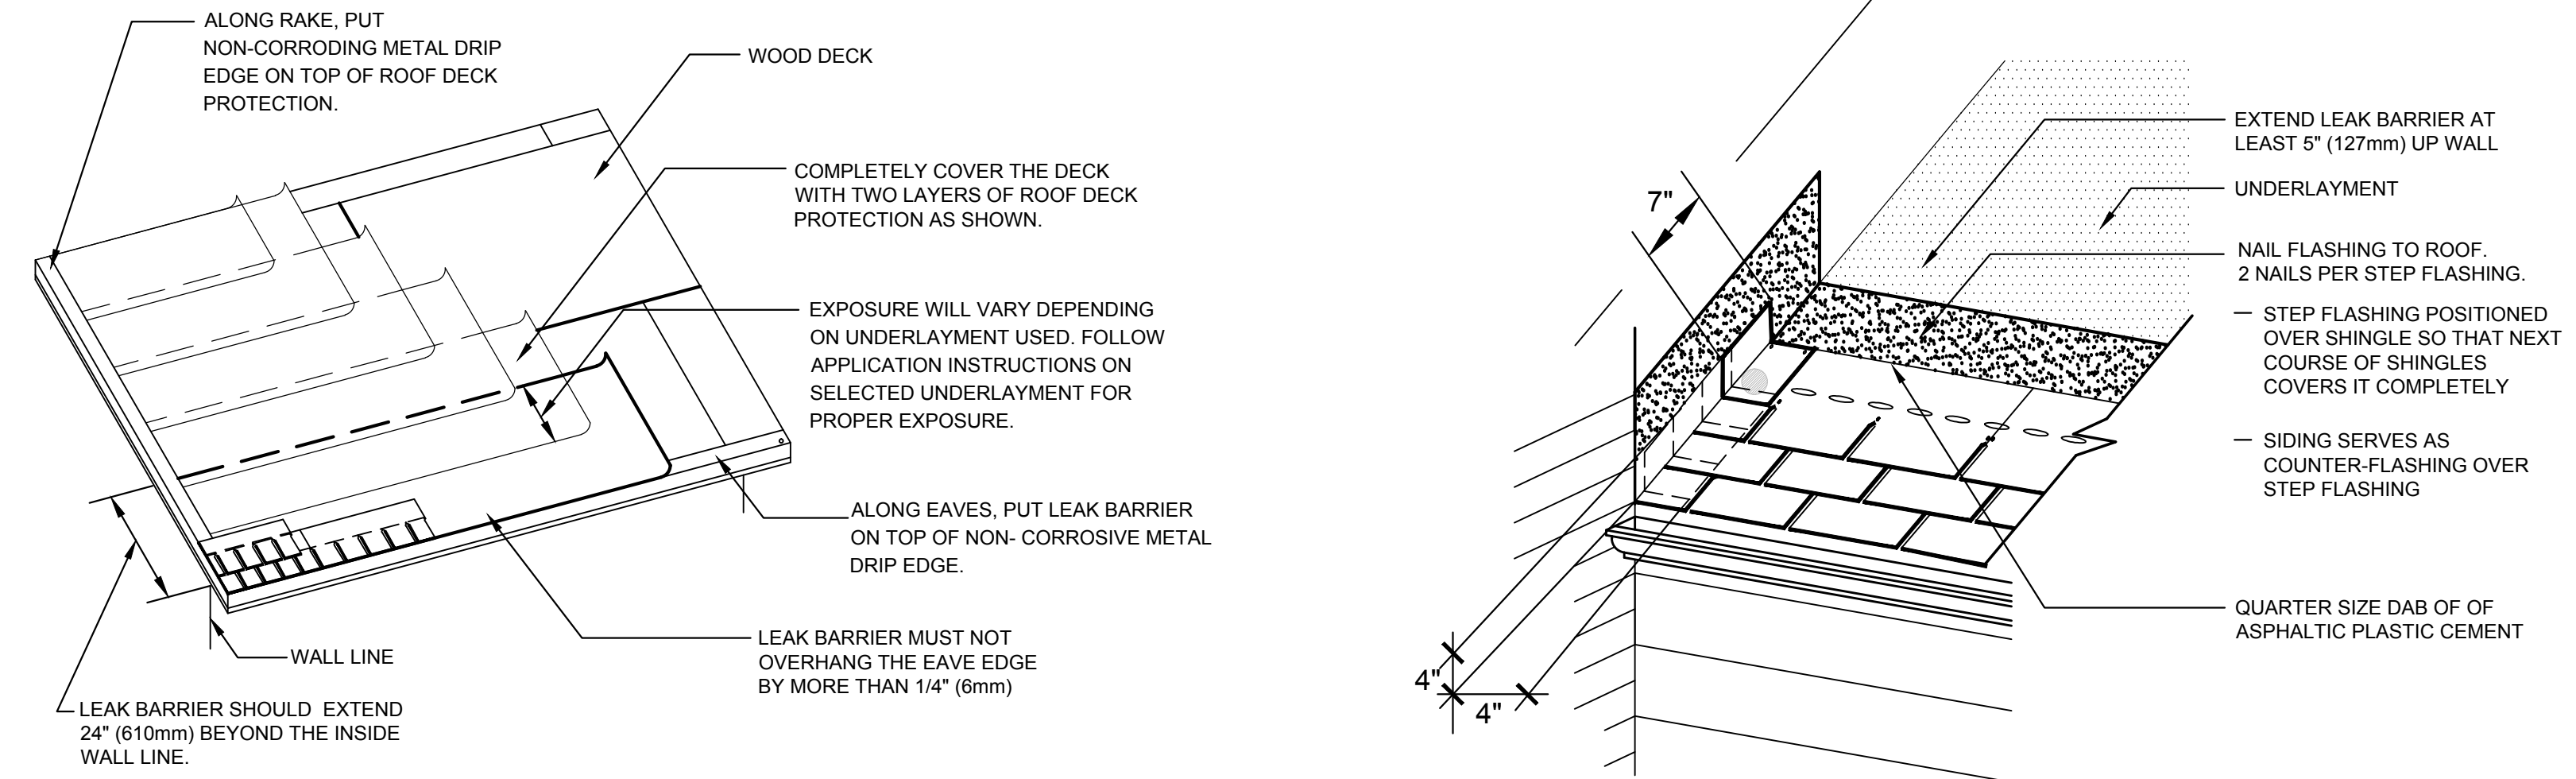 ALONG RAKE, PUT
NON-CORRODING METAL DRIP
EDGE ON TOP OF ROOF DECK
PROTECTION.
WOOD DECK
COMPLETELY COVER THE DECK
WITH TWO LAYERS OF ROOF DECK
PROTECTION AS SHOWN.
EXPOSURE WILL VARY DEPENDING
ON UNDERLAYMENT USED. FOLLOW
APPLICATION INSTRUCTIONS ON
SELECTED UNDERLAYMENT FOR
PROPER EXPOSURE.
ALONG EAVES, PUT LEAK BARRIER
ON TOP OF NON- CORROSIVE METAL
DRIP EDGE.
LEAK BARRIER MUST NOT
OVERHANG THE EAVE EDGE
BY MORE THAN 1/4" (6mm)
WALL LINE
LEAK BARRIER SHOULD  EXTEND
24" (610mm) BEYOND THE INSIDE
WALL LINE.
7"
4"
4"
EXTEND LEAK BARRIER AT
LEAST 5" (127mm) UP WALL
UNDERLAYMENT
NAIL FLASHING TO ROOF.
2 NAILS PER STEP FLASHING.
— STEP FLASHING POSITIONED
OVER SHINGLE SO THAT NEXT
COURSE OF SHINGLES
COVERS IT COMPLETELY
— SIDING SERVES AS
COUNTER-FLASHING OVER
STEP FLASHING
QUARTER SIZE DAB OF OF
ASPHALTIC PLASTIC CEMENT